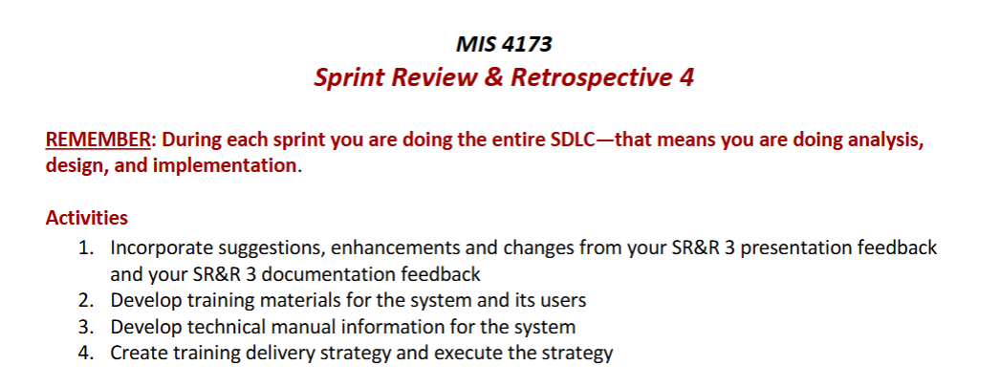 MIS 4173
Sprint Review & Retrospective 4
REMEMBER: During each sprint you are doing the entire SDLC—that means you are doing analysis,
design, and implementation.
Activities
1. Incorporate suggestions, enhancements and changes from your SR&R 3 presentation feedback
and your SR&R 3 documentation feedback
2. Develop training materials for the system and its users
3. Develop technical manual information for the system
4. Create training delivery strategy and execute the strategy